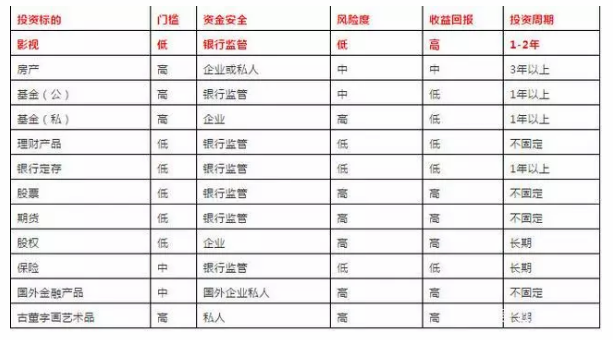 投资标的 门槛 资金安全 风险度 收益回报 投资周期
影视 低 银行监管 低 高 1-2年
房产 高 企业或私人 中 中 3年以上
基金（公） 高 银行监管 中 低 1年以上
基金（私） 高 企业 高 低 1年以上
理财产品 低 银行监管 低 低 不固定
银行定存 低 银行监管 低 低 1年以上
股票 低 银行监管 高 高 不固定
期货 低 银行监管 高 高 不固定
股权 低 企业 高 高 长期
保险 中 银行监管 低 低 长期
国外金融产品 中 国外企业私人 高 高 不固定
古董字画艺术品 高 私人 高 高 长期